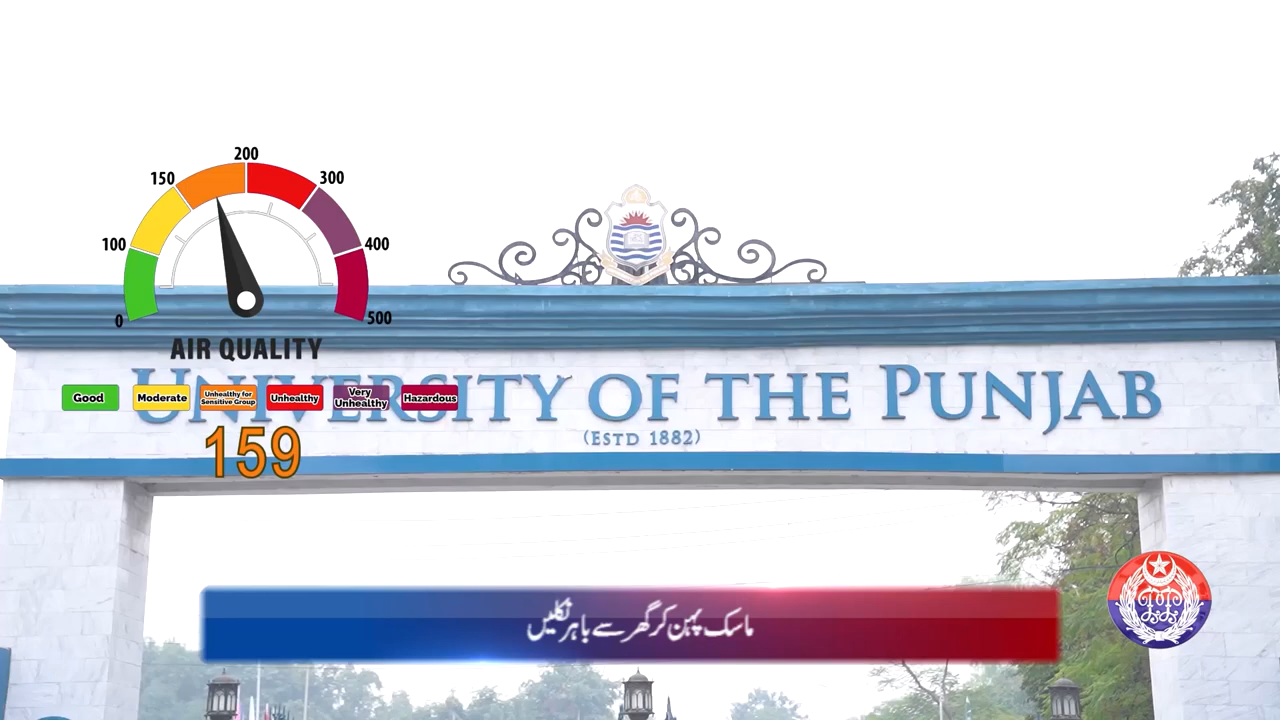 200
150
300
100
400
0
500
AIR QUALITY
Good
Moderate
Unhealthy for
Sensitive Group
Unhealthy
Very
Unhealthy
Hazardous
UNIVERSITY OF THE PUNJAB
(ESTD 1882)
159
ماسک پہن کر گھر سے باہر نکلیں